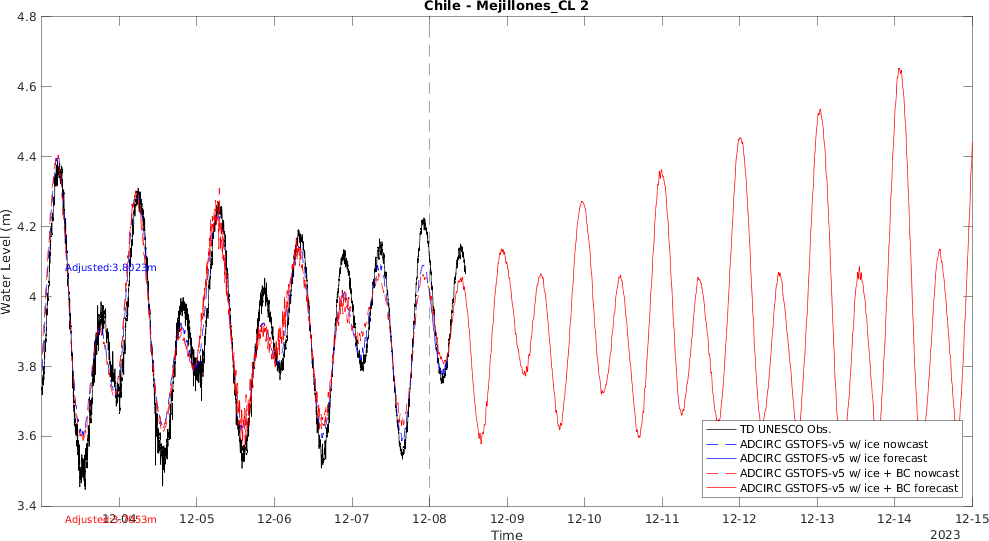 Chile - Mejillones_CL 2
4.8
4.6
4.4
4.2
4
3.8
3.6
3.4
Water Level (m)
Adjusted:3.8023m
TD UNESCO Obs.
ADCIRC GSTOFS-v5 w/ ice nowcast
ADCIRC GSTOFS-v5 w/ ice forecast
ADCIRC GSTOFS-v5 w/ ice + BC nowcast
ADCIRC GSTOFS-v5 w/ ice + BC forecast
12-04 12-05 12-06 12-07 12-08 12-09 12-10 12-11 12-12 12-13 12-14 12-15
Time
2023